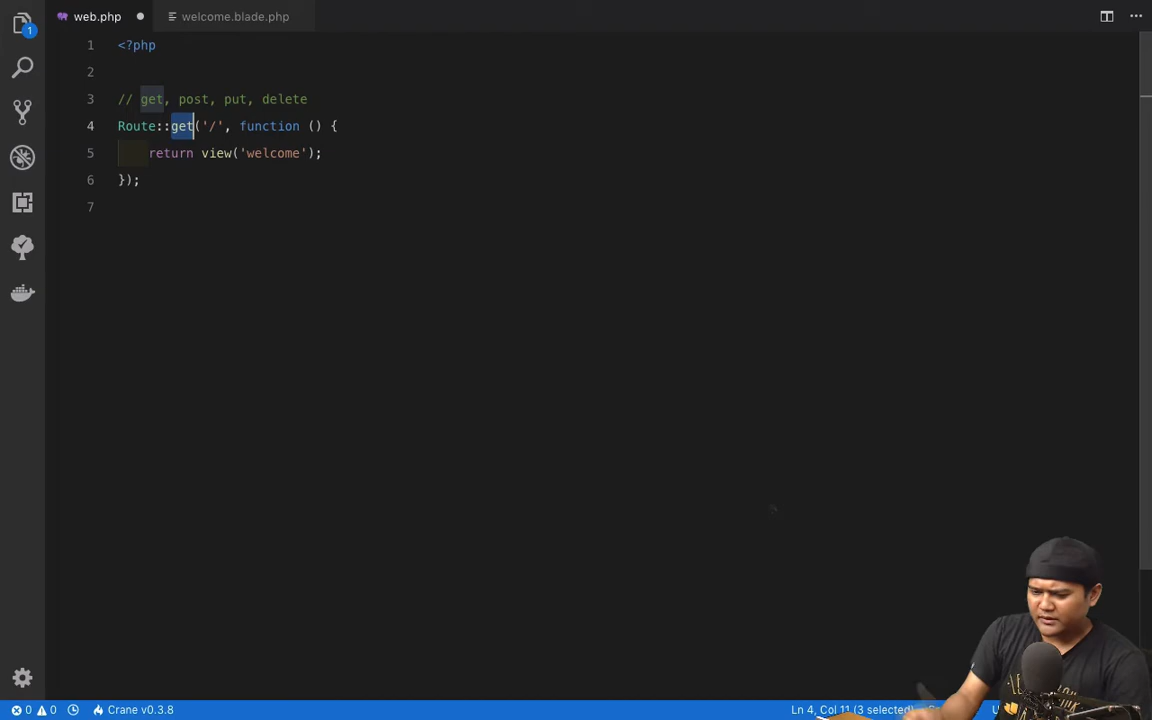 web.php
welcome.blade.php
1
1 <?php
2
3 // get, post, put, delete
4 Route::get('/', function () {
5 return view('welcome');
6 });
7
0 0 Crane v0.3.8
Ln 4, Col 11 (3 selected)